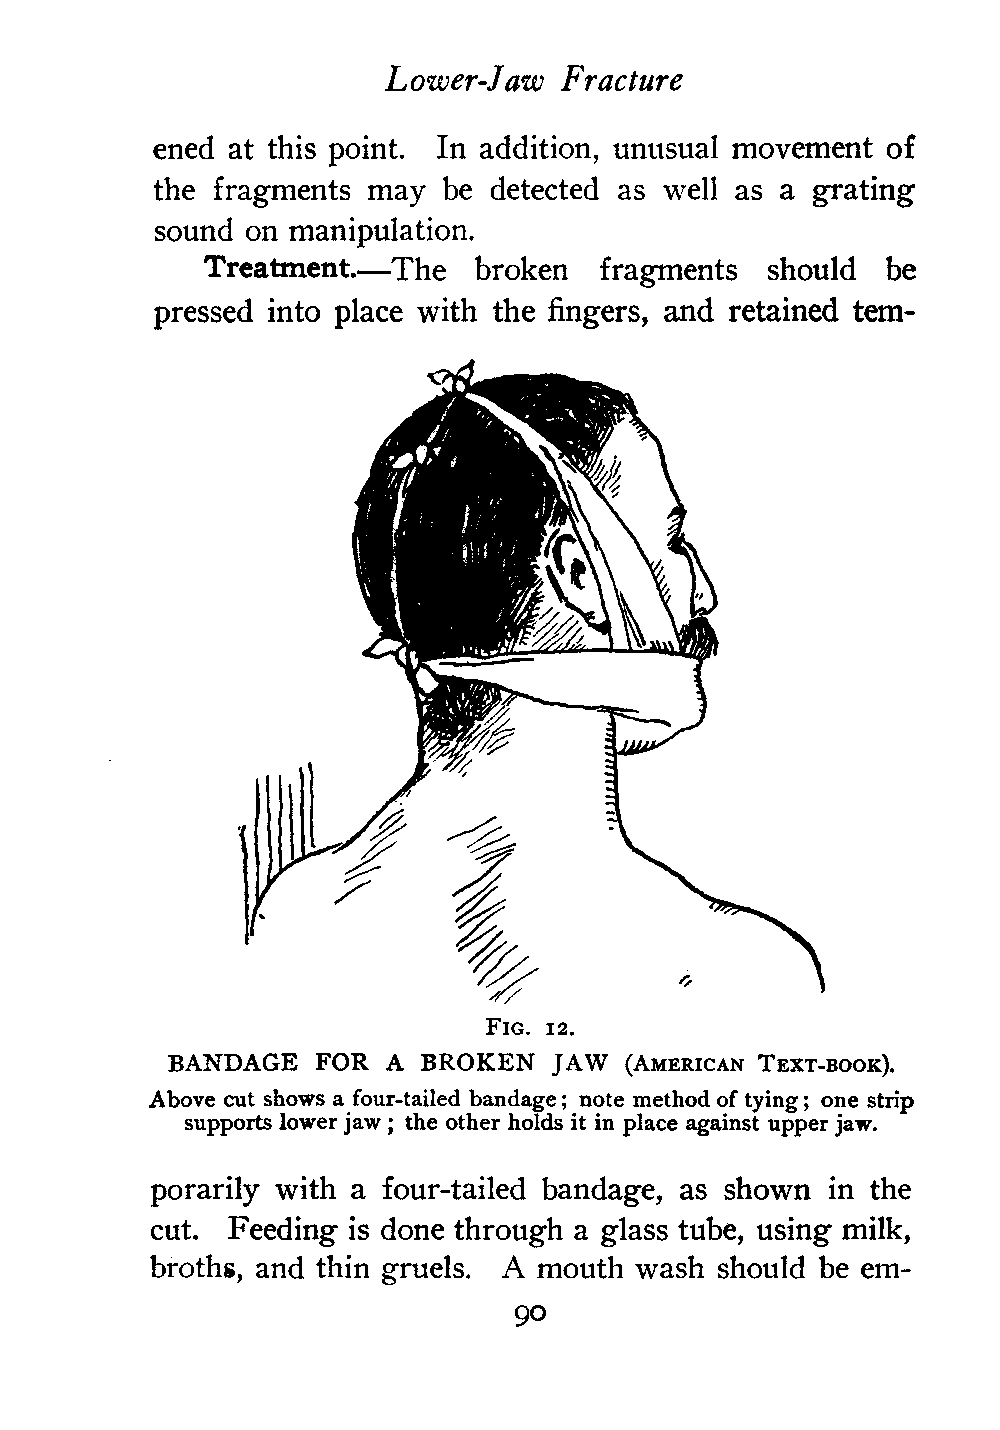 Lower-Jaw Fracture
ened at this point. In addition, unusual movement of
the fragments may be detected as well as a grating
sound on manipulation.
Treatment.—The broken fragments should be
pressed into place with the fingers, and retained tem-
FIG. 12.
BANDAGE FOR A BROKEN JAW (AMERICAN TEXT-BOOK).
Above cut shows a four-tailed bandage; note method of tying; one strip
supports lower jaw; the other holds it in place against upper jaw.
porarily with a four-tailed bandage, as shown in the
cut. Feeding is done through a glass tube, using milk,
broths, and thin gruels. A mouth wash should be em-
90